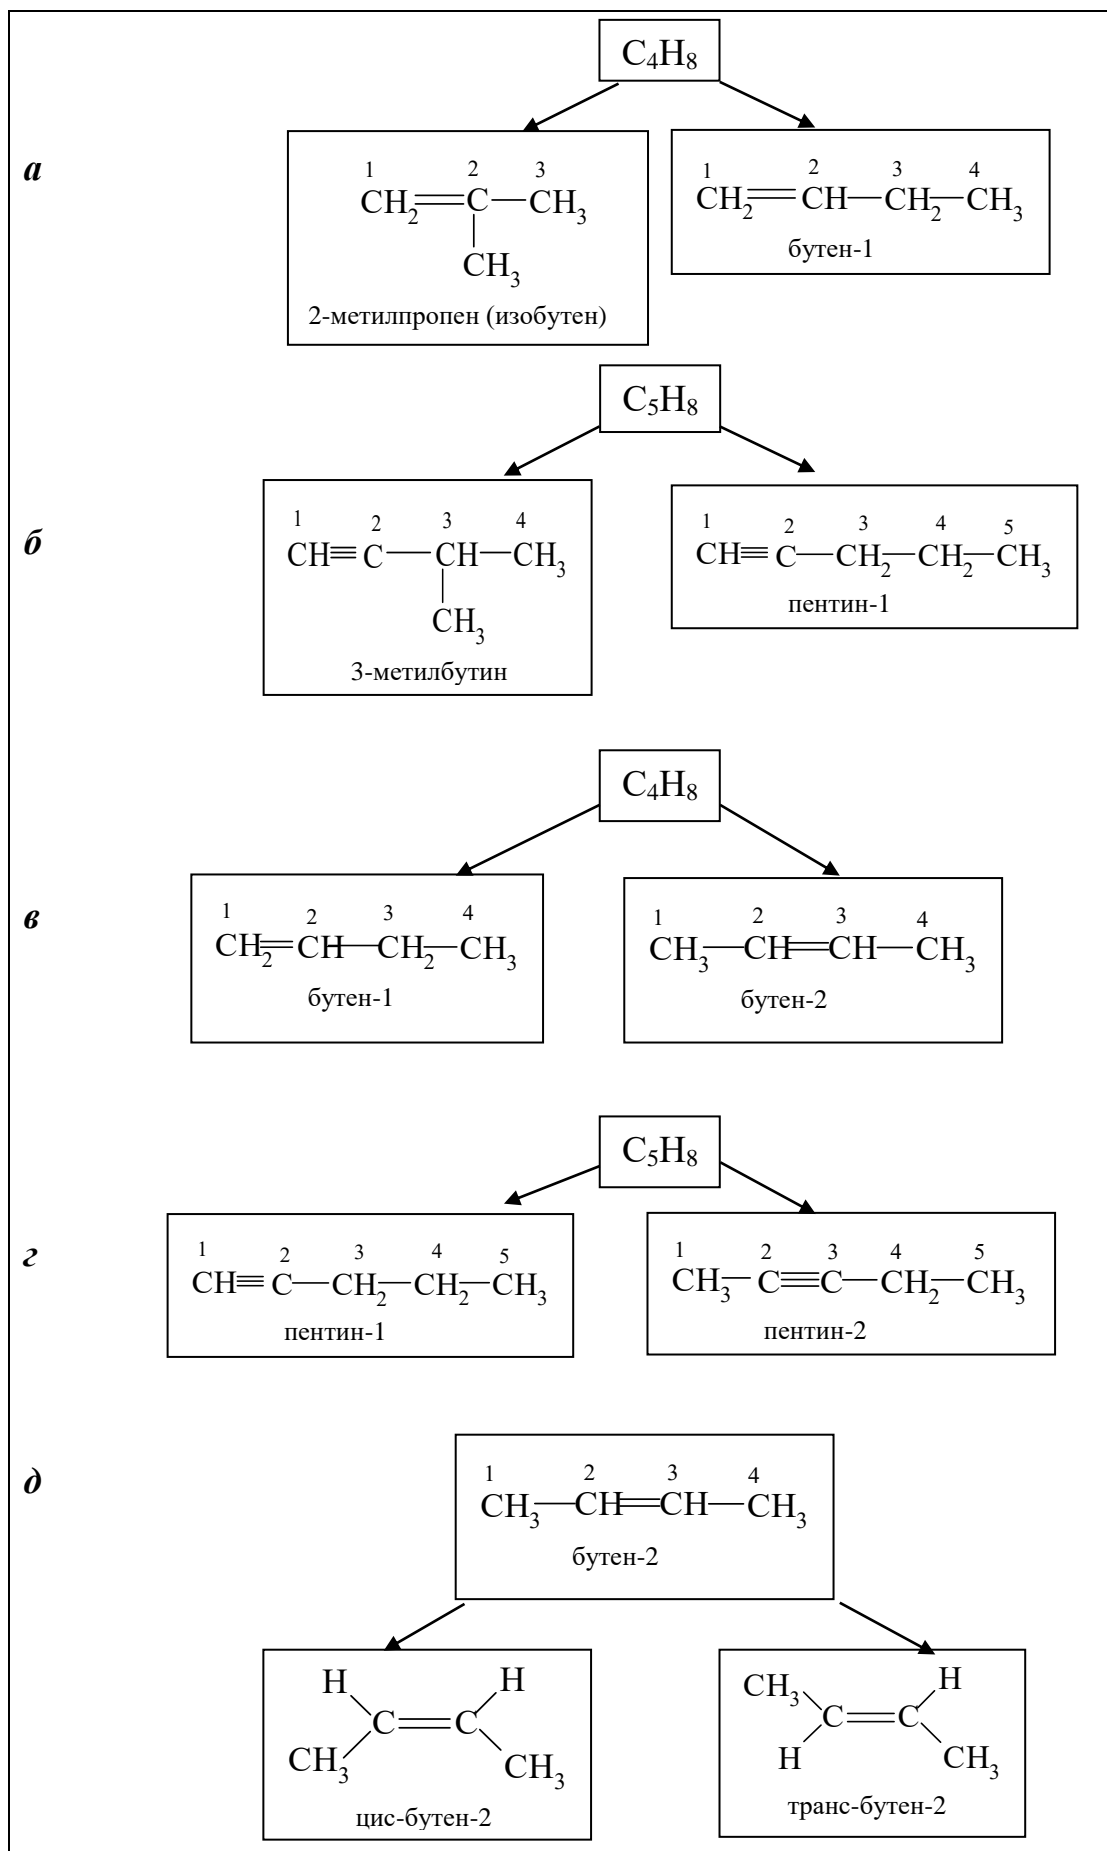 C₄H₈
а
1 2 3
CH₂=C—CH₃
CH₃
2-метилпропен (изобутен)
1 2 3 4
CH₂=CH—CH₂—CH₃
бутен-1
C₅H₈
б
1 2 3 4
CH≡C—CH—CH₃
CH₃
3-метилбутин
1 2 3 4 5
CH≡C—CH₂—CH₂—CH₃
пентин-1
C₄H₈
в
1 2 3 4
CH₂=CH—CH₂—CH₃
бутен-1
1 2 3 4
CH₃—CH=CH—CH₃
бутен-2
C₅H₈
г
1 2 3 4 5
CH≡C—CH₂—CH₂—CH₃
пентин-1
1 2 3 4 5
CH₃—C≡C—CH₂—CH₃
пентин-2
д
1 2 3 4
CH₃—CH=CH—CH₃
бутен-2
H H
C=C
CH₃ CH₃
цис-бутен-2
CH₃ H
C=C
H CH₃
транс-бутен-2